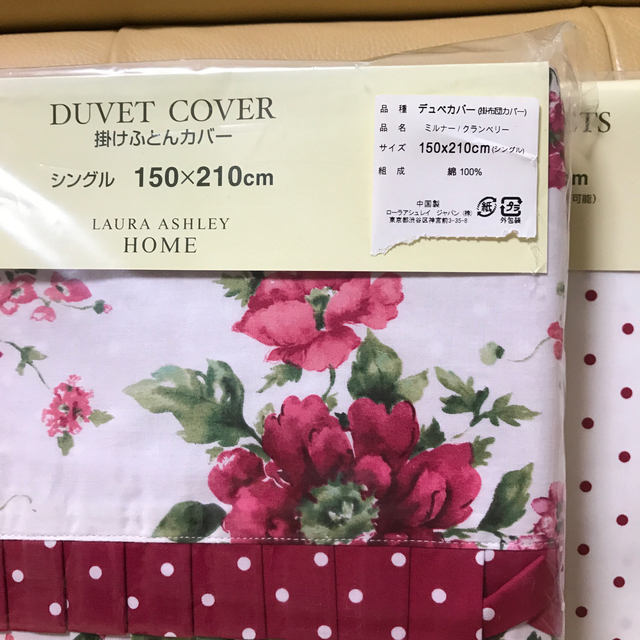 DUVET COVER
掛けふとんカバー
シングル 150×210cm
LAURA ASHLEY
HOME
品種 デュベカバー(掛布団カバー)
品名 ミルナー/クランベリー
サイズ 150x210cm(シングル)
組成 綿 100%
中国製
ローラアシュレイ ジャパン(株)
東京都渋谷区神宮前3-35-8
紙
プラ
外包装
TS
m
可能)